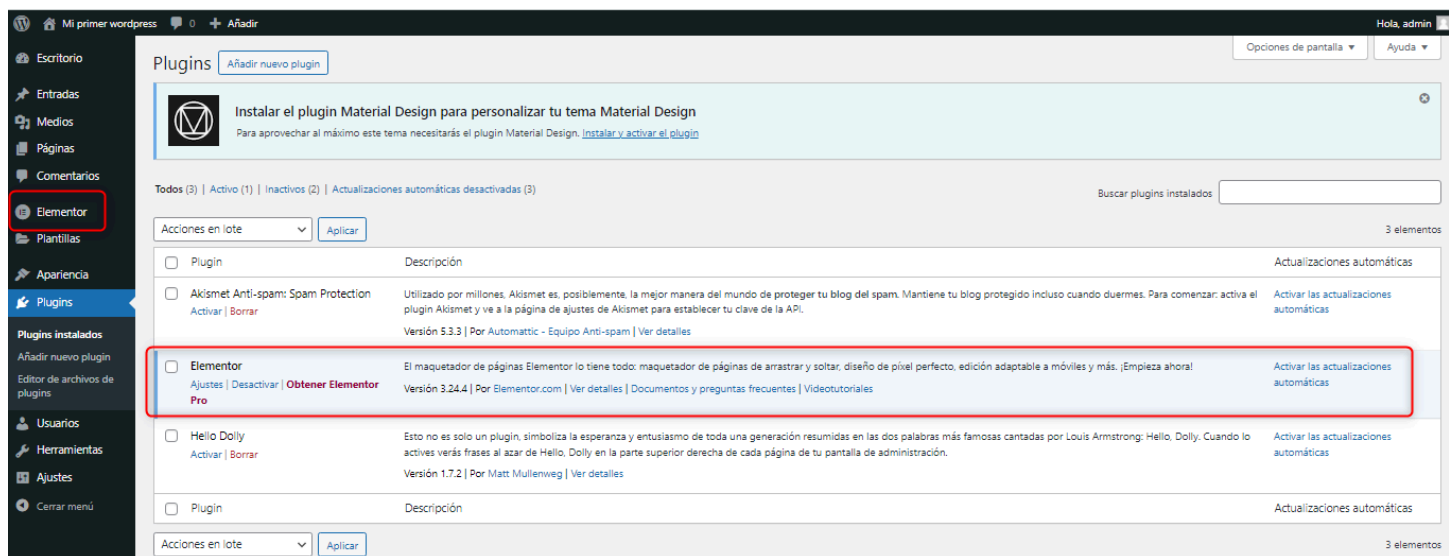 Mi primer wordpress 0 Añadir Hola, admin
Opciones de pantalla Ayuda
Escritorio
Entradas
Medios
Páginas
Comentarios
Elementor
Plantillas
Apariencia
Plugins
Plugins instalados
Añadir nuevo plugin
Editor de archivos de
plugins
Usuarios
Herramientas
Ajustes
Cerrar menú
Plugins Añadir nuevo plugin
Instalar el plugin Material Design para personalizar tu tema Material Design
Para aprovechar al máximo este tema necesitarás el plugin Material Design. Instalar y activar el plugin
Todos (3) | Activo (1) | Inactivos (2) | Actualizaciones automáticas desactivadas (3)
Buscar plugins instalados
Acciones en lote Aplicar 3 elementos
Plugin Descripción Actualizaciones automáticas
Akismet Anti-spam: Spam Protection
Activar | Borrar
Utilizado por millones, Akismet es, posiblemente, la mejor manera del mundo de proteger tu blog del spam. Mantiene tu blog protegido incluso cuando duermes. Para comenzar: activa el
plugin Akismet y ve a la página de ajustes de Akismet para establecer tu clave de la API.
Versión 5.3.3 | Por Automattic - Equipo Anti-spam | Ver detalles
Activar las actualizaciones
automáticas
Elementor
Ajustes | Desactivar | Obtener Elementor
Pro
El maquetador de páginas Elementor lo tiene todo: maquetador de páginas de arrastrar y soltar, diseño de píxel perfecto, edición adaptable a móviles y más. ¡Empieza ahora!
Versión 3.24.4 | Por Elementor.com | Ver detalles | Documentos y preguntas frecuentes | Videotutoriales
Activar las actualizaciones
automáticas
Hello Dolly
Activar | Borrar
Esto no es solo un plugin, simboliza la esperanza y entusiasmo de toda una generación resumidas en las dos palabras más famosas cantadas por Louis Armstrong: Hello, Dolly. Cuando lo
actives verás frases al azar de Hello, Dolly en la parte superior derecha de cada página de tu pantalla de administración.
Versión 1.7.2 | Por Matt Mullenweg | Ver detalles
Activar las actualizaciones
automáticas
Plugin Descripción Actualizaciones automáticas
Acciones en lote Aplicar 3 elementos